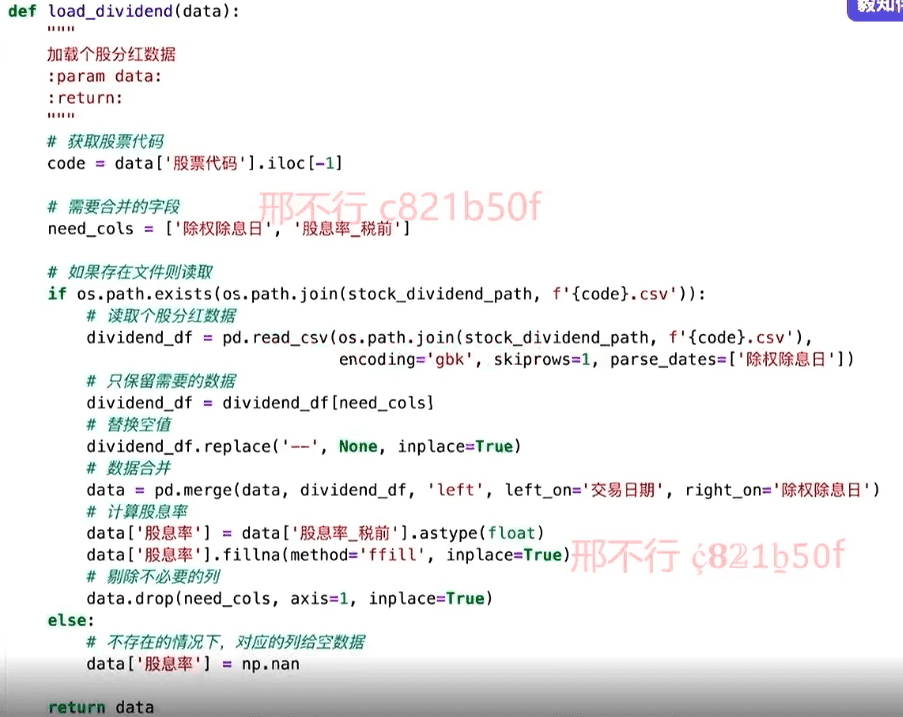 毅知
def load_dividend(data):
    """
    加载个股分红数据
    :param data:
    :return:
    """
    # 获取股票代码
    code = data['股票代码'].iloc[-1]
邢不行 c821b50f
    # 需要合并的字段
    need_cols = ['除权除息日', '股息率_税前']
    # 如果存在文件则读取
    if os.path.exists(os.path.join(stock_dividend_path, f'{code}.csv')):
        # 读取个股分红数据
        dividend_df = pd.read_csv(os.path.join(stock_dividend_path, f'{code}.csv'),
                                  encoding='gbk', skiprows=1, parse_dates=['除权除息日'])
        # 只保留需要的数据
        dividend_df = dividend_df[need_cols]
        # 替换空值
        dividend_df.replace('--', None, inplace=True)
        # 数据合并
        data = pd.merge(data, dividend_df, 'left', left_on='交易日期', right_on='除权除息日')
        # 计算股息率
        data['股息率'] = data['股息率_税前'].astype(float)
        data['股息率'].fillna(method='ffill', inplace=True)
邢不行 c821b50f
        # 剔除不必要的列
        data.drop(need_cols, axis=1, inplace=True)
    else:
        # 不存在的情况下，对应的列给空数据
        data['股息率'] = np.nan
    return data